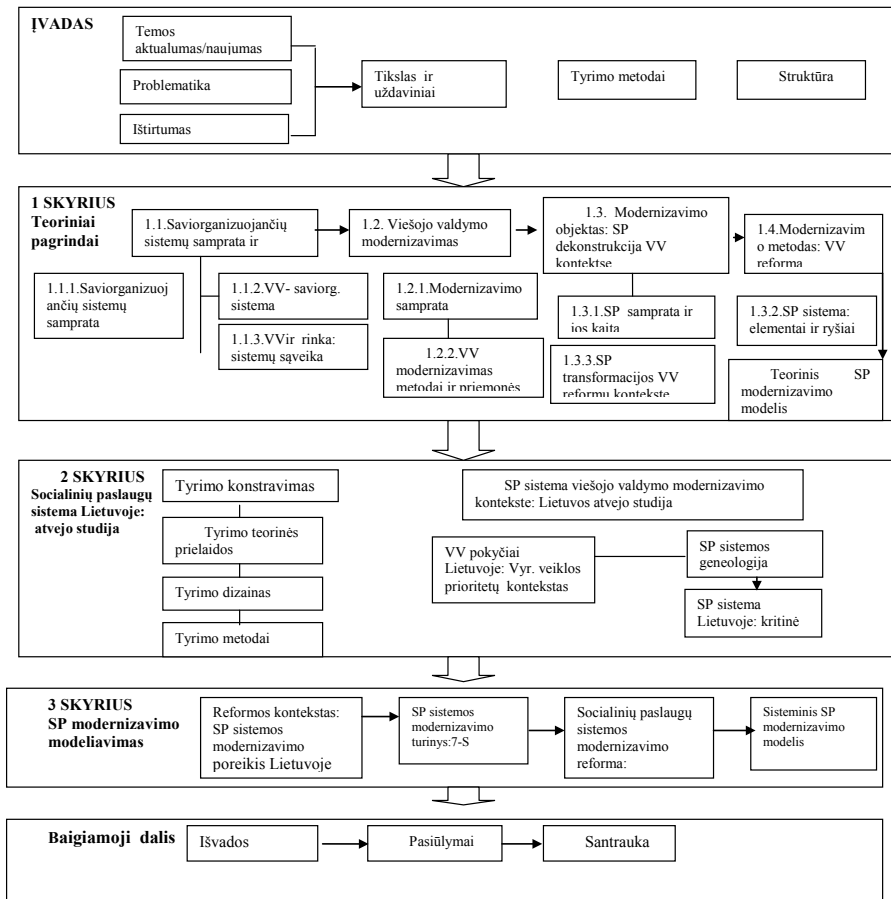 ĮVADAS
Temos
aktualumas/naujumas
Problematika
Ištirtumas
Tikslas ir
uždaviniai
Tyrimo metodai
Struktūra
1 SKYRIUS
Teoriniai
pagrindai
1.1.Saviorganizuojančių
sistemų samprata ir
1.2. Viešojo valdymo
modernizavimas
1.3. Modernizavimo
objektas: SP
dekonstrukcija VV
kontekste
1.4.Modernizavim
o metodas: VV
reforma
1.1.1.Saviorganizuoj
ančių sistemų
samprata
1.1.2.VV- saviorg.
sistema
1.1.3.VVir rinka:
sistemų sąveika
1.2.1.Modernizavimo
samprata
1.2.2.VV
modernizavimas
metodai ir priemonės
1.3.1.SP samprata ir
jos kaita
1.3.2.SP sistema:
elementai ir ryšiai
1.3.3.SP
transformacijos VV
reformų kontekste
Teorinis SP
modernizavimo
modelis
2 SKYRIUS
Socialinių paslaugų
sistema Lietuvoje:
atvejo studija
Tyrimo konstravimas
Tyrimo teorinės
prielaidos
Tyrimo dizainas
Tyrimo metodai
SP sistema viešojo valdymo modernizavimo
kontekste: Lietuvos atvejo studija
VV pokyčiai
Lietuvoje: Vyr. veiklos
prioritetų kontekstas
SP sistemos
geneologija
SP sistema
Lietuvoje: kritinė
3 SKYRIUS
SP modernizavimo
modeliavimas
Reformos kontekstas:
SP sistemos
modernizavimo
poreikis Lietuvoje
SP sistemos
modernizavimo
turinys:7-S
Socialinių paslaugų
sistemos
modernizavimo
reforma:
Sisteminis SP
modernizavimo
modelis
Baigiamoji dalis
Išvados
Pasiūlymai
Santrauka